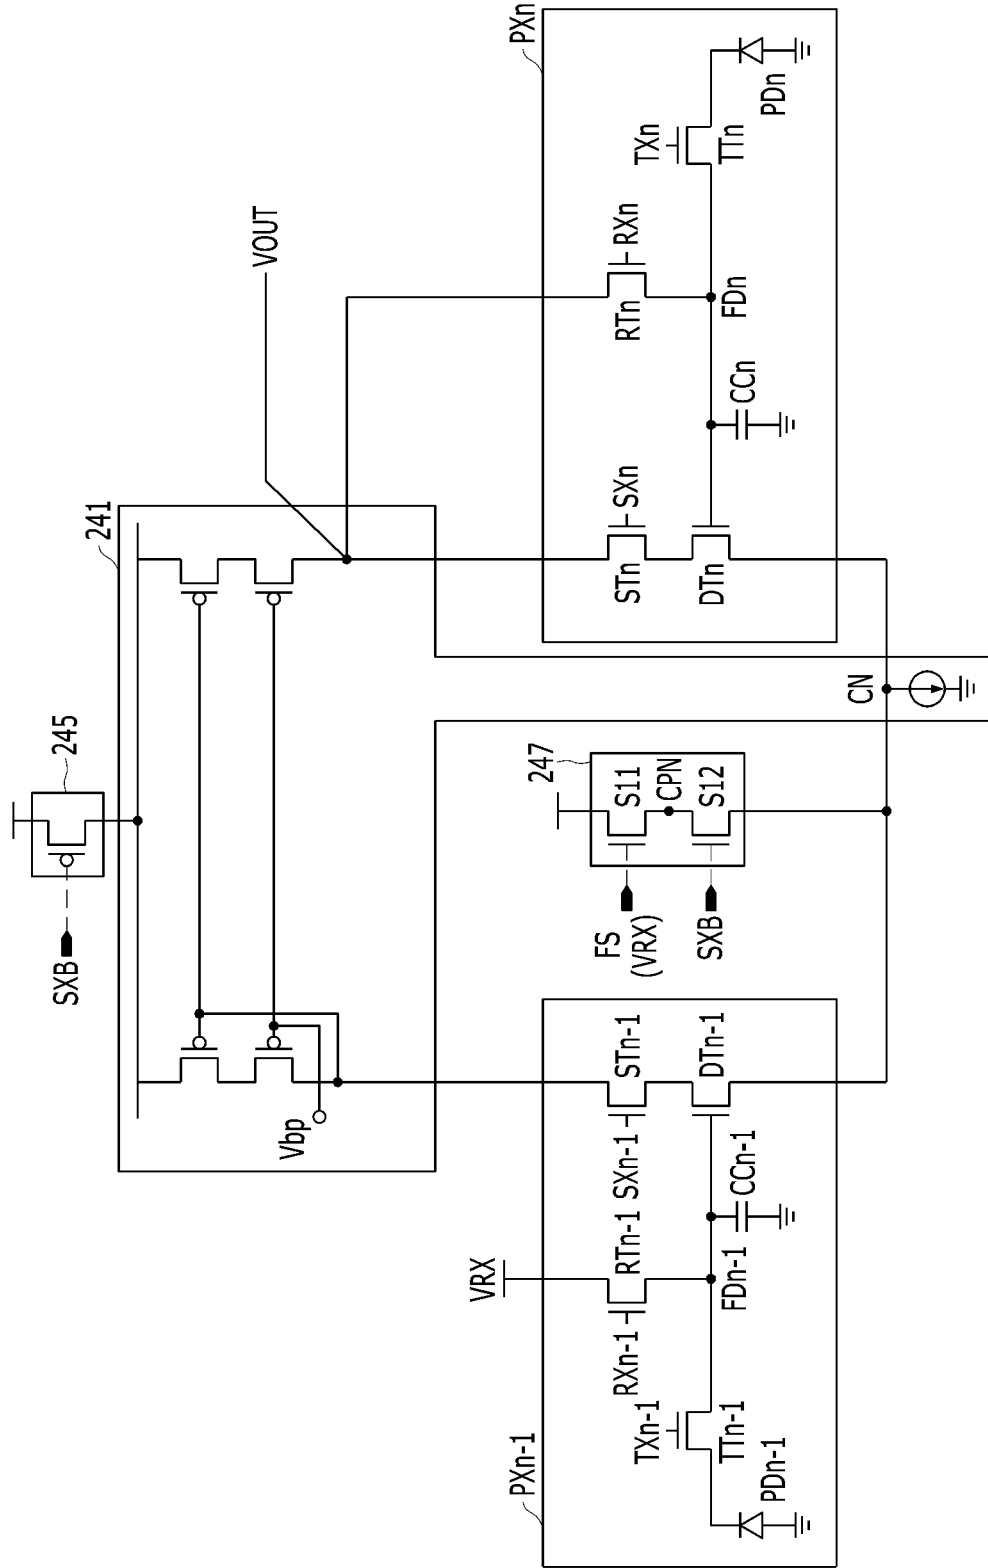 SXB
245
241
Vbp
VOUT
VRX
PXn-1
PXn
TXn-1
TTn-1
PDn-1
RXn-1
RTn-1
FDn-1
CCn-1
SXn-1
STn-1
DTn-1
247
FS
(VRX)
S11
CPN
SXB
S12
CN
STn
SXn
DTn
CCn
RTn
RXn
FDn
TXn
TTn
PDn